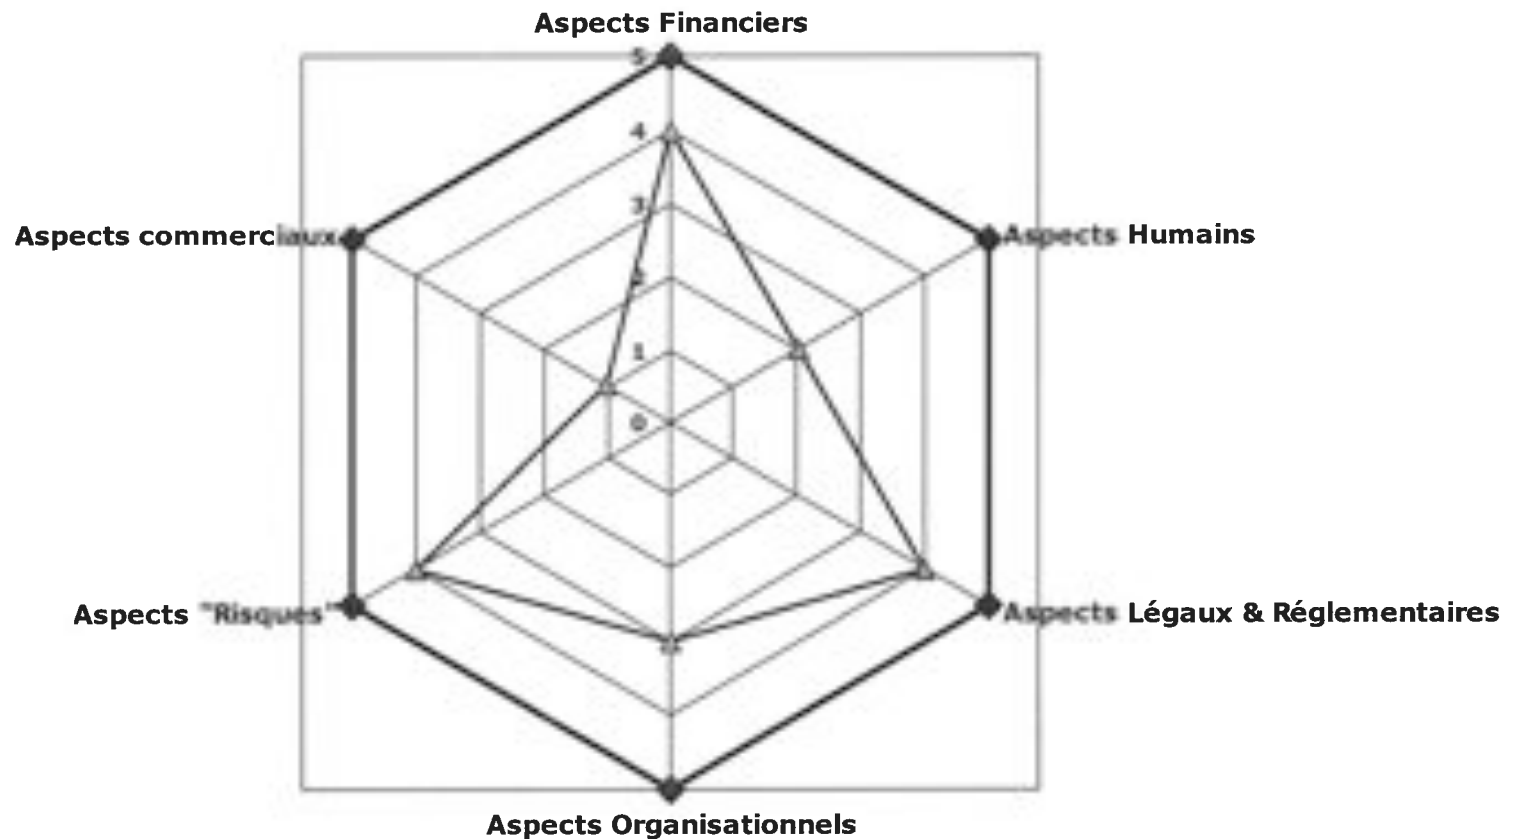 Aspects Financiers
5
4
3
Aspects commerciaux
Aspects Humains
2
1
0
Aspects "Risques"
Aspects Légaux & Réglementaires
Aspects Organisationnels